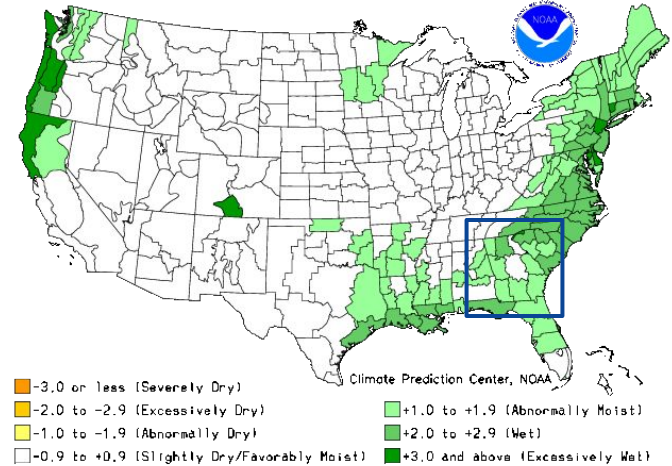 NOAA
Climate Prediction Center, NOAA
-3.0 or less (Severely Dry)
-2.0 to -2.9 (Excessively Dry)
-1.0 to -1.9 (Abnormally Dry)
-0.9 to +0.9 (Slightly Dry/Favorably Moist)
+1.0 to +1.9 (Abnormally Moist)
+2.0 to +2.9 (Wet)
+3.0 and above (Excessively Wet)